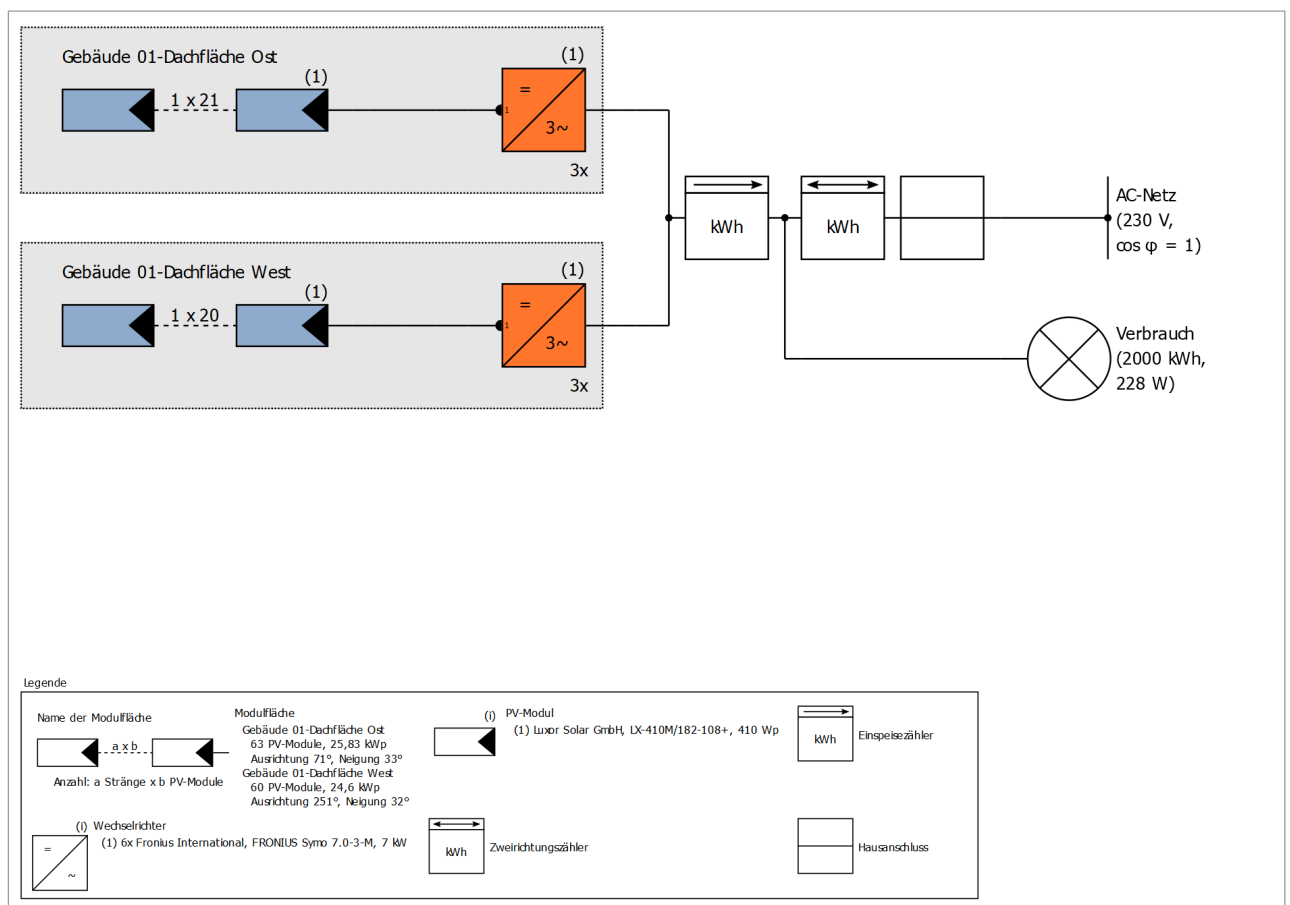 Gebäude 01-Dachfläche Ost
(1)
1 x 21
(1)
=
1
3~
3x
Gebäude 01-Dachfläche West
(1)
1 x 20
(1)
=
1
3~
3x
kWh
kWh
AC-Netz
(230 V,
cos φ = 1)
Verbrauch
(2000 kWh,
228 W)
Legende
Name der Modulfläche
a x b
Anzahl: a Stränge x b PV-Module
Modulfläche
Gebäude 01-Dachfläche Ost
63 PV-Module, 25,83 kWp
Ausrichtung 71°, Neigung 33°
Gebäude 01-Dachfläche West
60 PV-Module, 24,6 kWp
Ausrichtung 251°, Neigung 32°
(i) PV-Modul
(1) Luxor Solar GmbH, LX-410M/182-108+, 410 Wp
kWh
Einspeisezähler
(i) Wechselrichter
(1) 6x Fronius International, FRONIUS Symo 7.0-3-M, 7 kW
=
~
kWh
Zweirichtungszähler
Hausanschluss